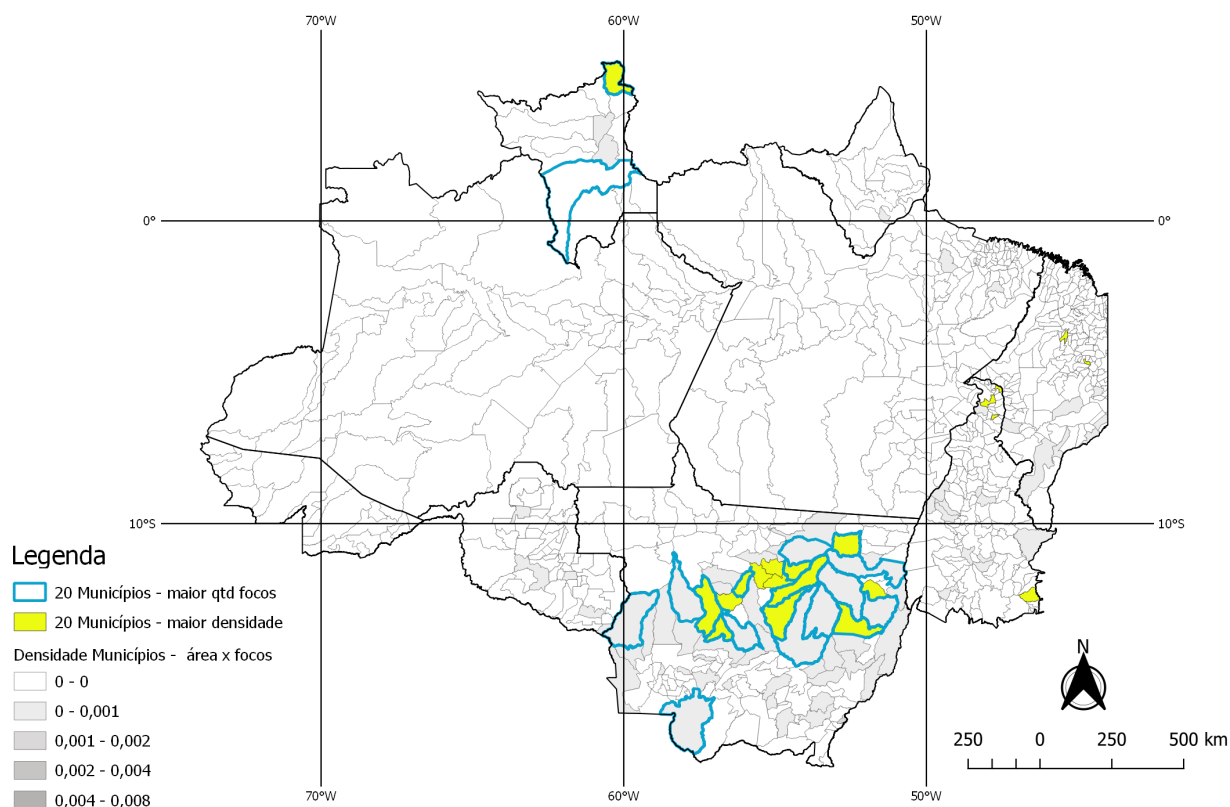 70°W 60°W 50°W
0° 0°
10°S 10°S
Legenda
20 Municípios - maior qtd focos
20 Municípios - maior densidade
Densidade Municípios - área x focos
0 - 0
0 - 0,001
0,001 - 0,002
0,002 - 0,004
0,004 - 0,008
N
250 0 250 500 km
70°W 60°W 50°W